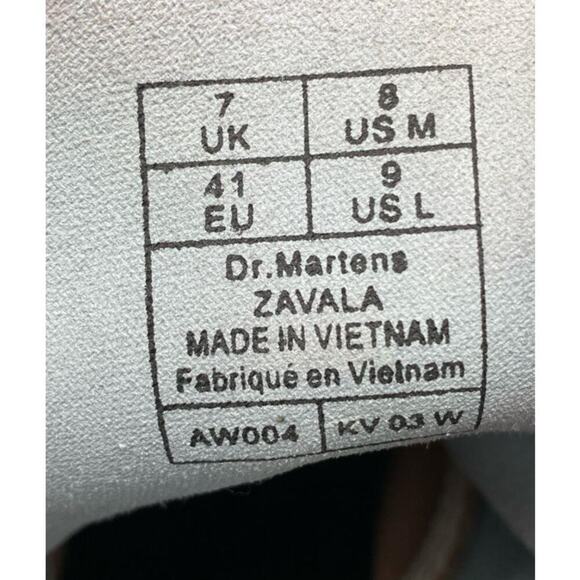 7 8
UK US M
41 9
EU US L
Dr.Martens
ZAVALA
MADE IN VIETNAM
Fabriqué en Vietnam
AW004 KV 03 W